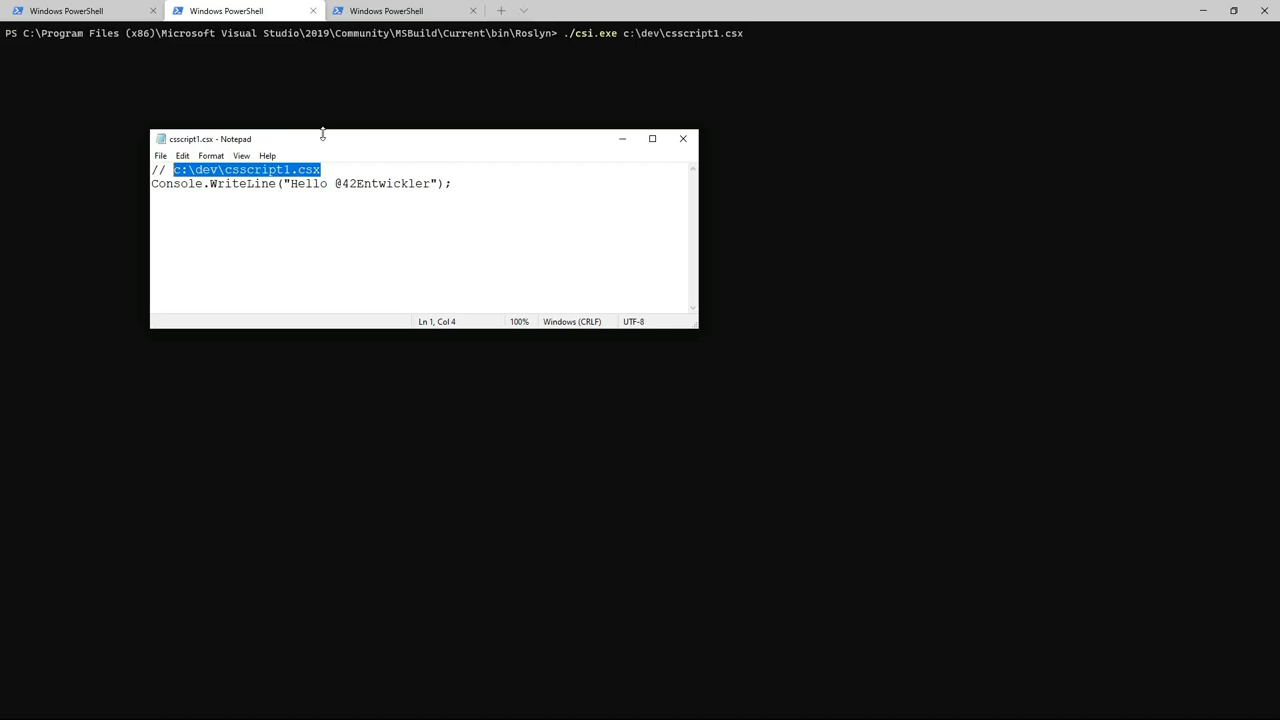 Windows PowerShell
Windows PowerShell
Windows PowerShell
PS C:\Program Files (x86)\Microsoft Visual Studio\2019\Community\MSBuild\Current\bin\Roslyn> ./csi.exe c:\dev\csscript1.csx
csscript1.csx - Notepad
File Edit Format View Help
// c:\dev\csscript1.csx
Console.WriteLine("Hello @42Entwickler");
Ln 1, Col 4 100% Windows (CRLF) UTF-8